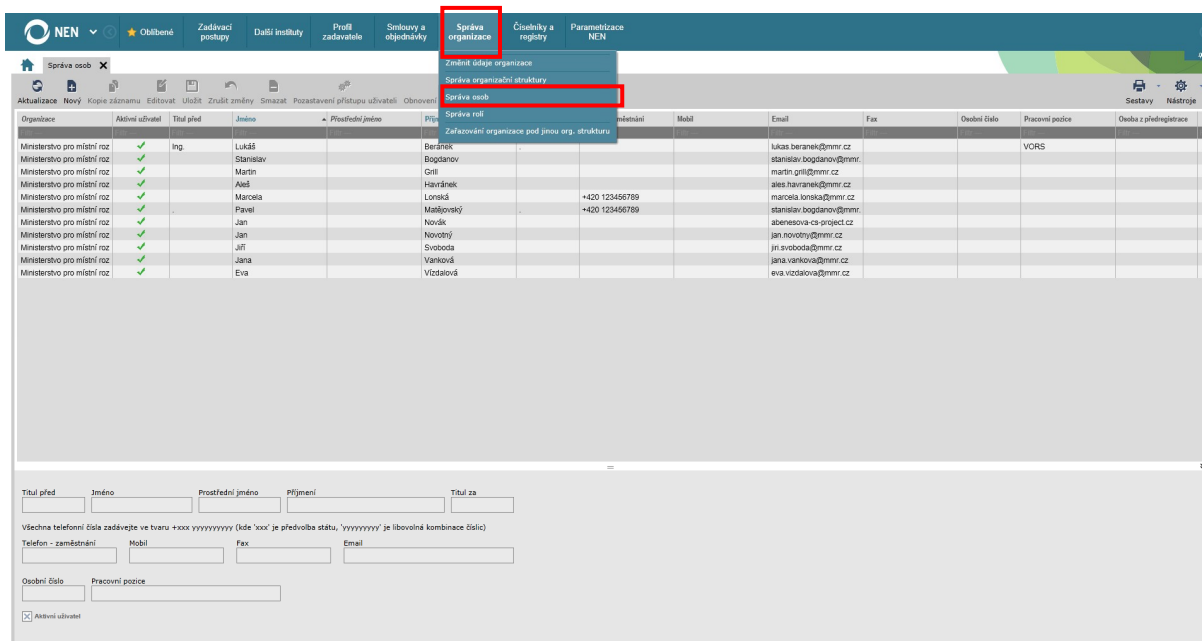 NEN Oblíbené Zadávací postupy Další instituty Profil zadavatele Smlouvy a objednávky Správa organizace Číselníky a registry Parametrizace NEN
Správa osob X
Změnit údaje organizace
Správa organizační struktury
Správa osob
Správa rolí
Zařazování organizace pod jinou org. strukturu
Aktualizace Nový Kopie záznamu Editovat Uložit Zrušit změny Smazat Pozastavení přístupu uživateli Obnovení Sestavy Nástroje
Organizace Aktivní uživatel Titul před Jméno Prostřední jméno Mobil Email Fax Osobní číslo Pracovní pozice Osoba z předregistrace
Ministerstvo pro místní roz Ing. Lukáš Beránek . lukas.beranek@mmr.cz VORS
Ministerstvo pro místní roz Stanislav Bogdanov stanislav.bogdanov@mmr.
Ministerstvo pro místní roz Martin Grill martin.grill@mmr.cz
Ministerstvo pro místní roz Aleš Havránek ales.havranek@mmr.cz
Ministerstvo pro místní roz Marcela Lonská +420 123456789 marcela.lonska@mmr.cz
Ministerstvo pro místní roz . Pavel Matějovský . +420 123456789 stanislav.bogdanov@mmr.
Ministerstvo pro místní roz Jan Novák abenesova-cs-project.cz
Ministerstvo pro místní roz Jan Novotný jan.novotny@mmr.cz
Ministerstvo pro místní roz Jiří Svoboda jiri.svoboda@mmr.cz
Ministerstvo pro místní roz Jana Vanková jana.vankova@mmr.cz
Ministerstvo pro místní roz Eva Vízdalová eva.vizdalova@mmr.cz
Titul před Jméno Prostřední jméno Příjmení Titul za
Všechna telefonní čísla zadávejte ve tvaru +xxx yyyyyyyyy (kde 'xxx' je předvolba státu, 'yyyyyyyyy' je libovolná kombinace číslic)
Telefon - zaměstnání Mobil Fax Email
Osobní číslo Pracovní pozice
Aktivní uživatel